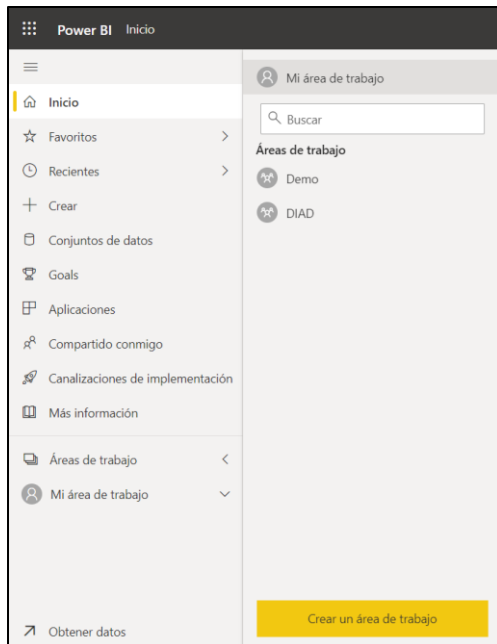 Power BI Inicio
Inicio
Favoritos
Recientes
Crear
Conjuntos de datos
Goals
Aplicaciones
Compartido conmigo
Canalizaciones de implementación
Más información
Áreas de trabajo
Mi área de trabajo
Obtener datos
Mi área de trabajo
Buscar
Áreas de trabajo
Demo
DIAD
Crear un área de trabajo